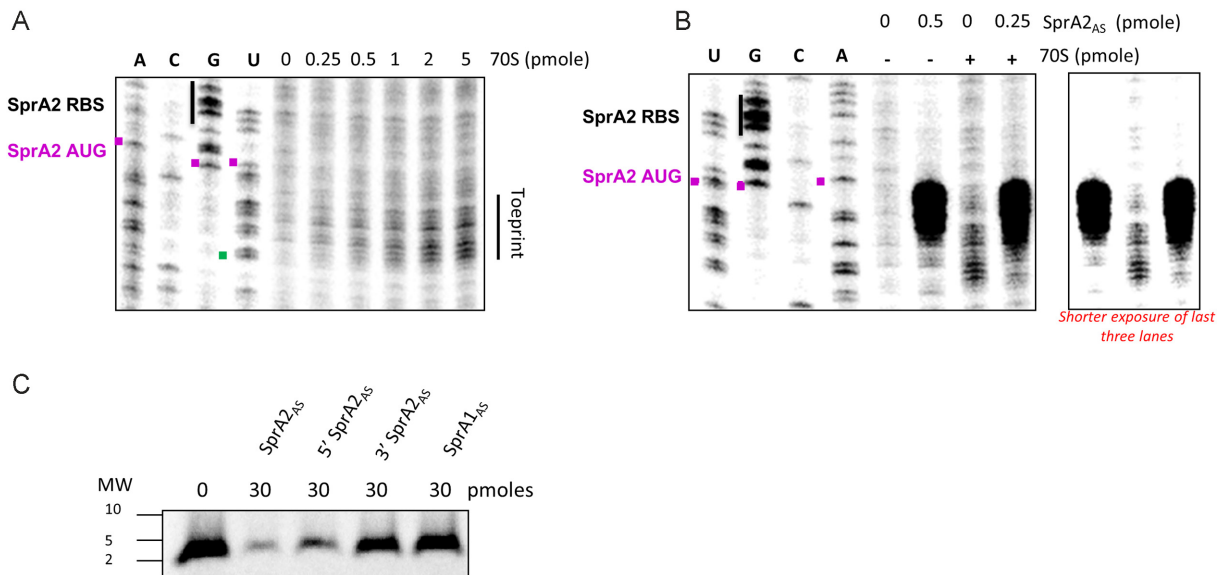 A
A C G U 0 0.25 0.5 1 2 5 70S (pmole)
SprA2 RBS
SprA2 AUG
Toeprint
B
0 0.5 0 0.25 SprA2AS (pmole)
U G C A - - + + 70S (pmole)
SprA2 RBS
SprA2 AUG
Shorter exposure of last
three lanes
C
SprA2AS
5’ SprA2AS
3’ SprA2AS
SprA1AS
MW 0 30 30 30 30 pmoles
10
5
2